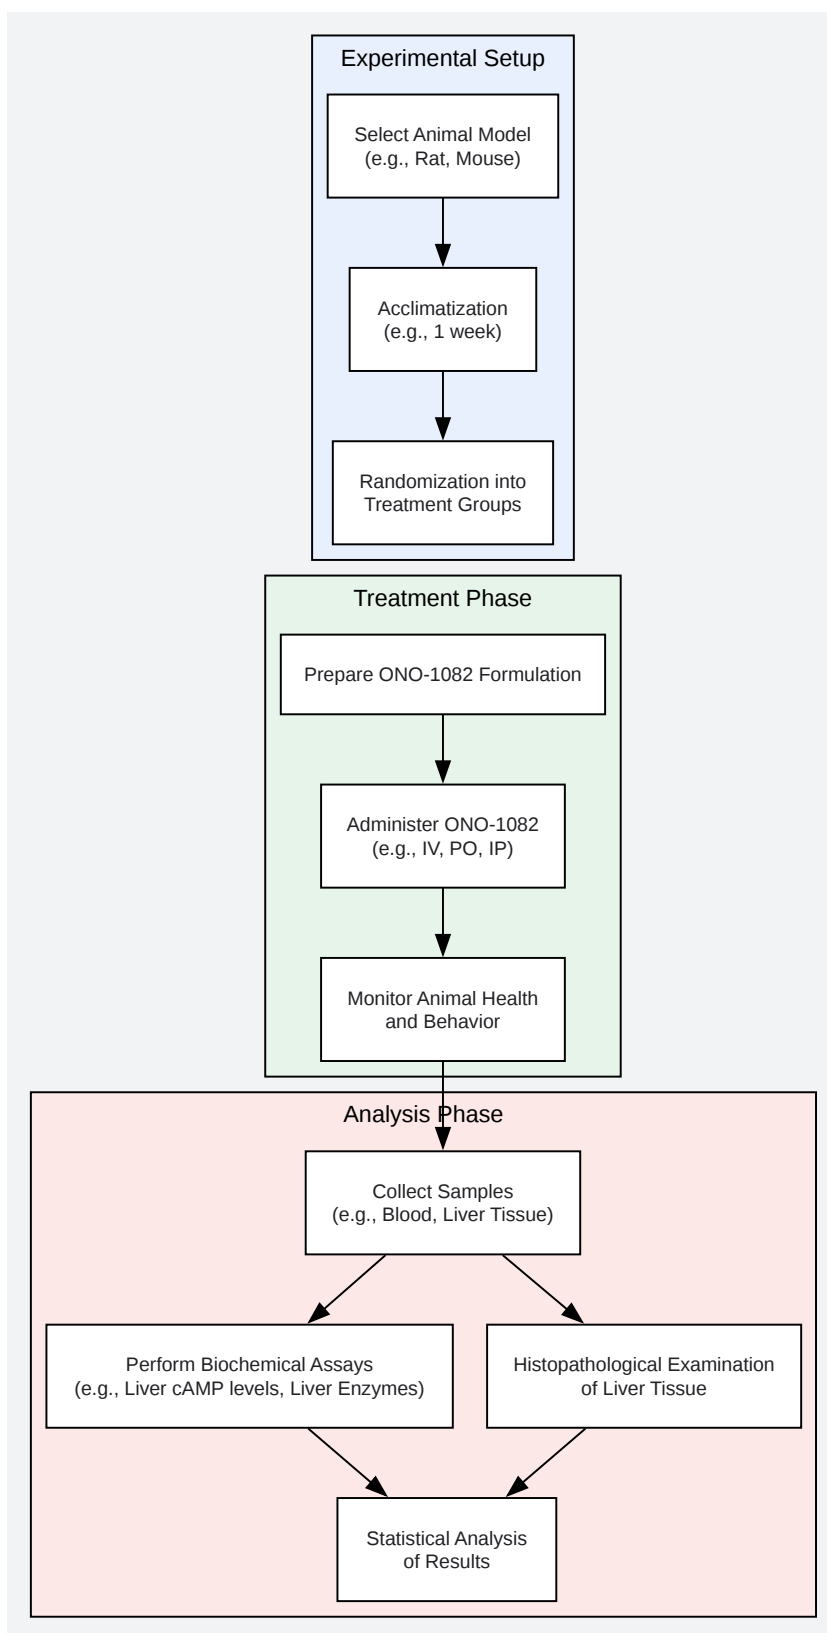 Experimental Setup
Select Animal Model
(e.g., Rat, Mouse)
Acclimatization
(e.g., 1 week)
Randomization into
Treatment Groups
Treatment Phase
Prepare ONO-1082 Formulation
Administer ONO-1082
(e.g., IV, PO, IP)
Monitor Animal Health
and Behavior
Analysis Phase
Collect Samples
(e.g., Blood, Liver Tissue)
Perform Biochemical Assays
(e.g., Liver cAMP levels, Liver Enzymes)
Histopathological Examination
of Liver Tissue
Statistical Analysis
of Results